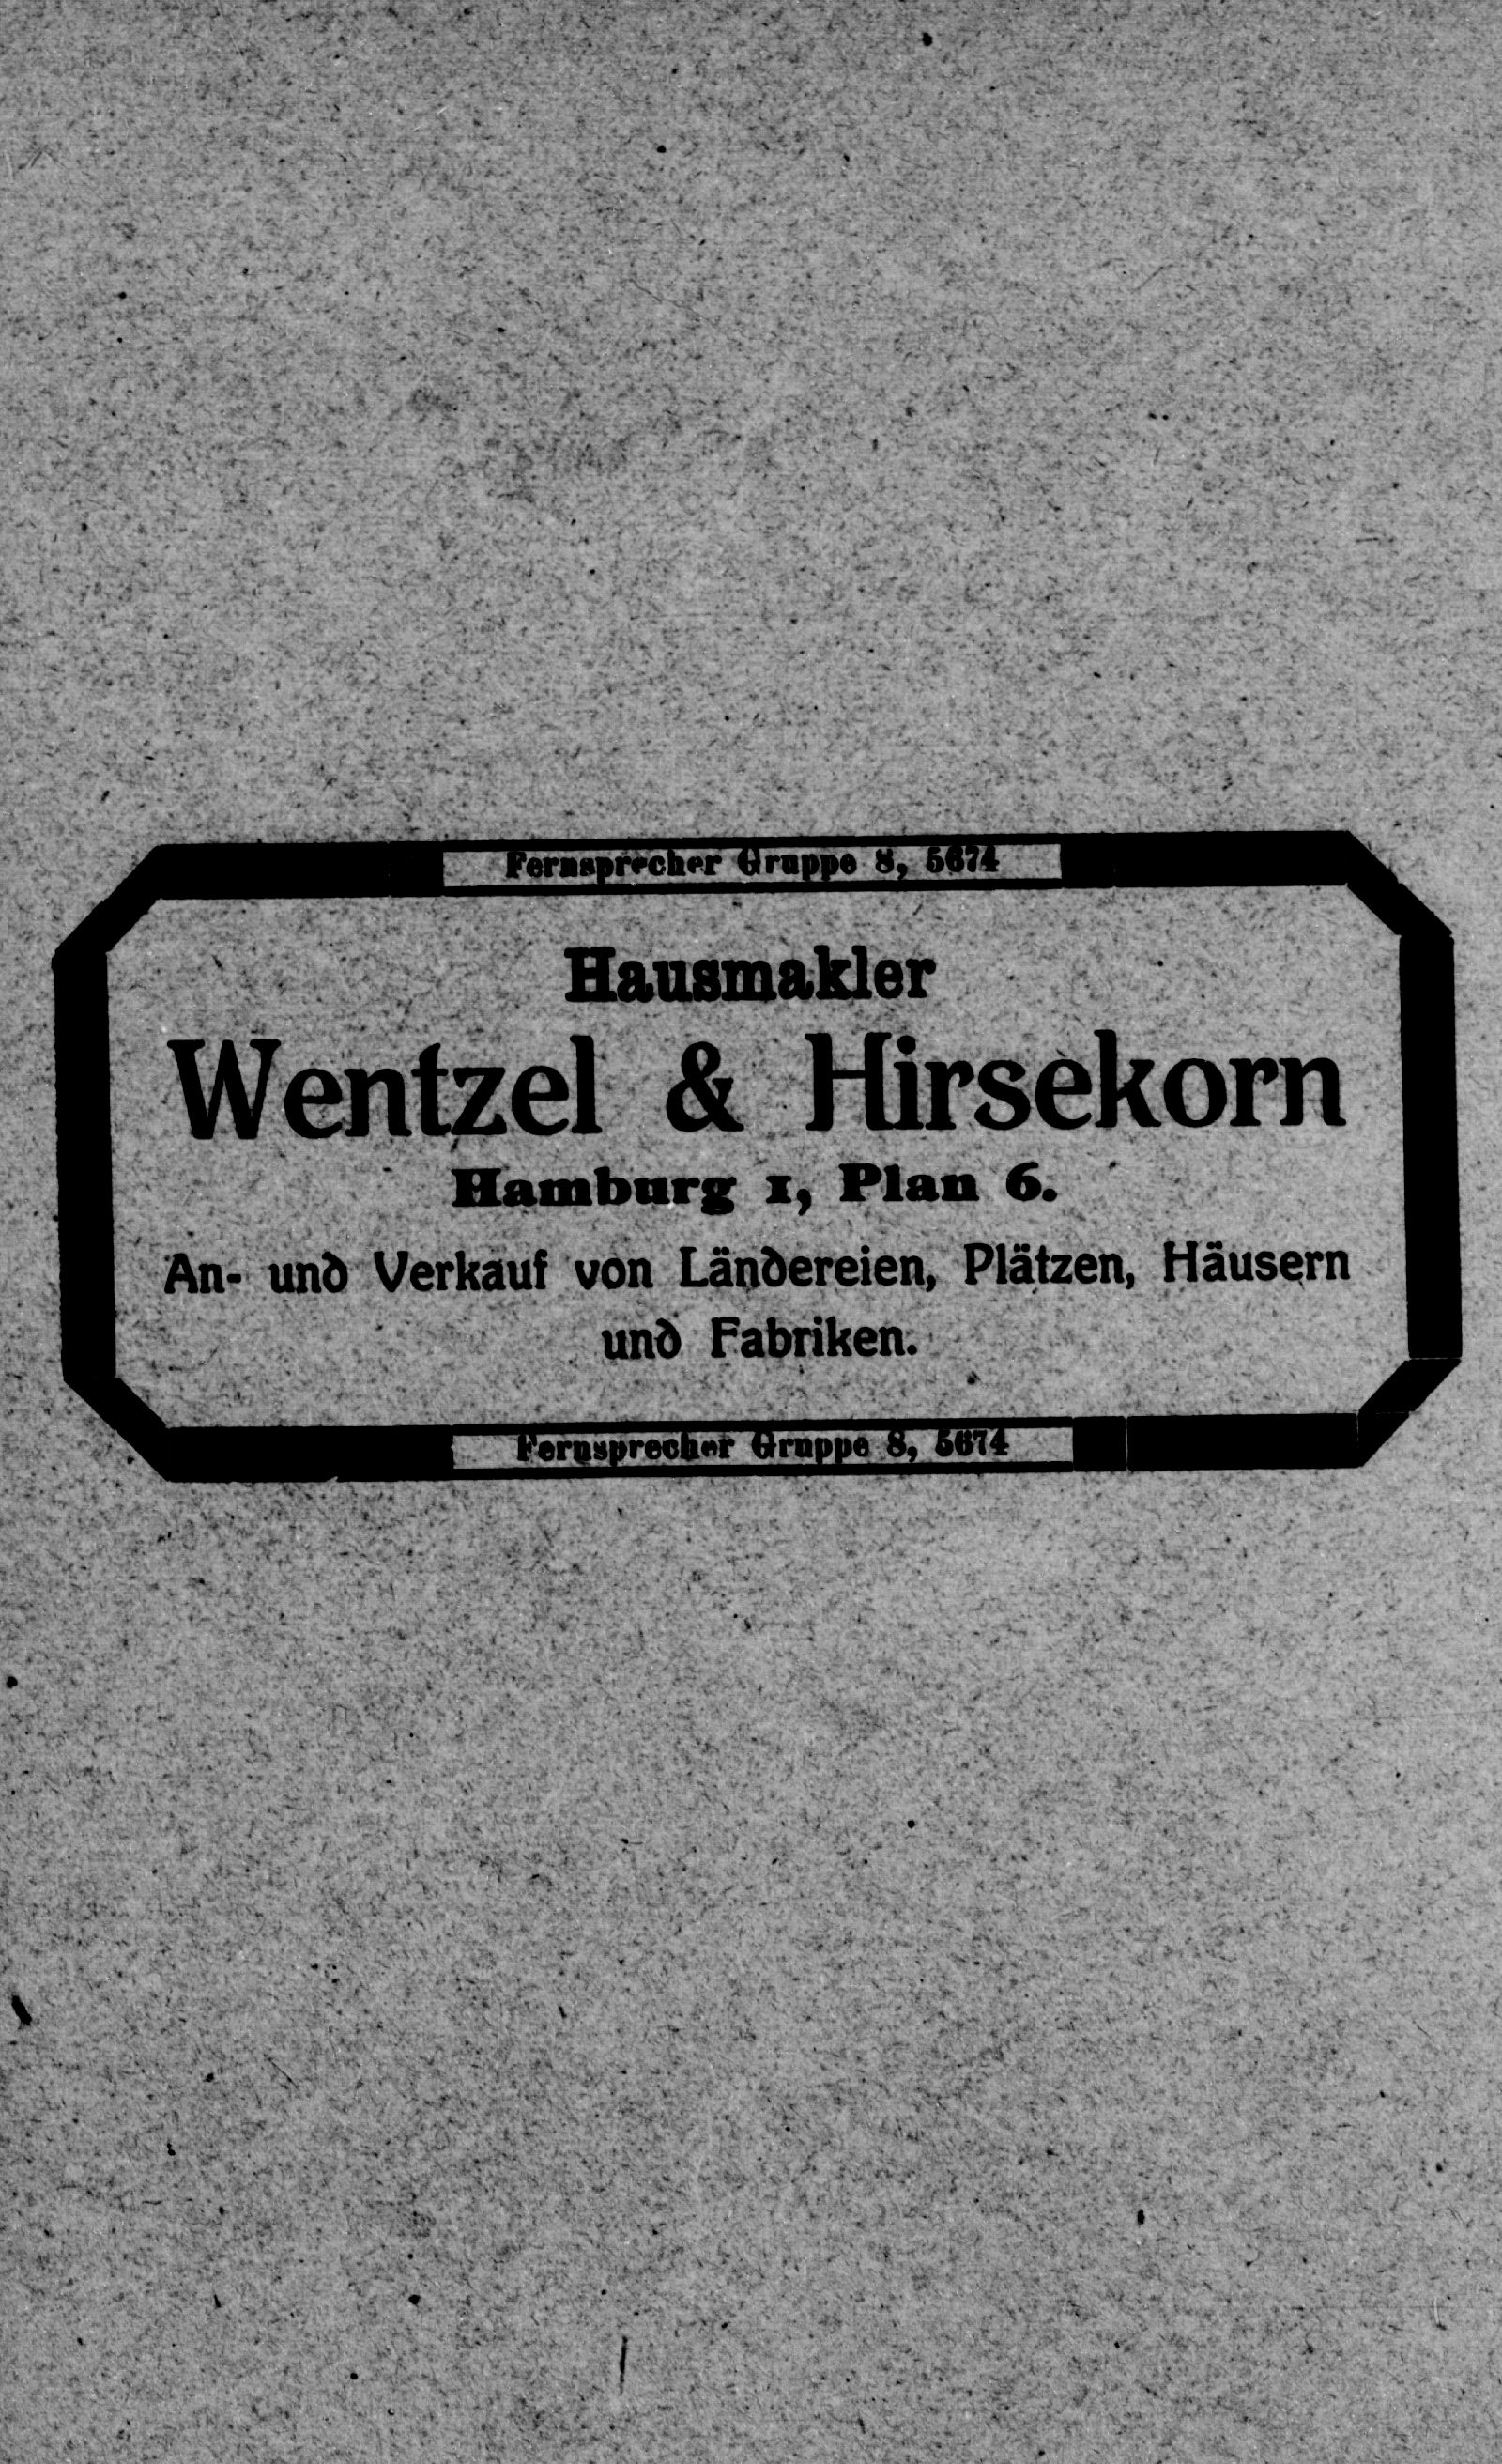 Fernsprecher Gruppe 8, 5674
Hausmakler
Wentzel & Hirsekorn
Hamburg 1, Plan 6.
An- und Verkauf von Ländereien, Plätzen, Häusern
und Fabriken.
Fernsprecher Gruppe 8, 5674